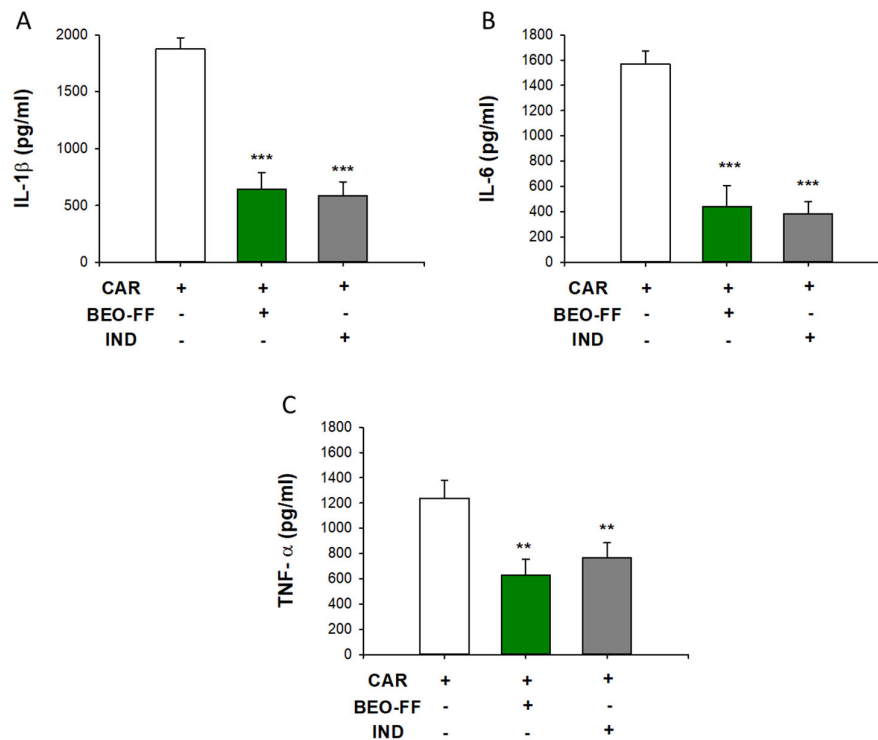 A
IL-1β (pg/ml)
2000
1500
1000
500
0
***
***
CAR + + +
BEO-FF - + -
IND - - +
B
IL-6 (pg/ml)
1800
1600
1400
1200
1000
800
600
400
200
0
***
***
CAR + + +
BEO-FF - + -
IND - - +
C
TNF- α (pg/ml)
1800
1600
1400
1200
1000
800
600
400
200
0
**
**
CAR + + +
BEO-FF - + -
IND - - +